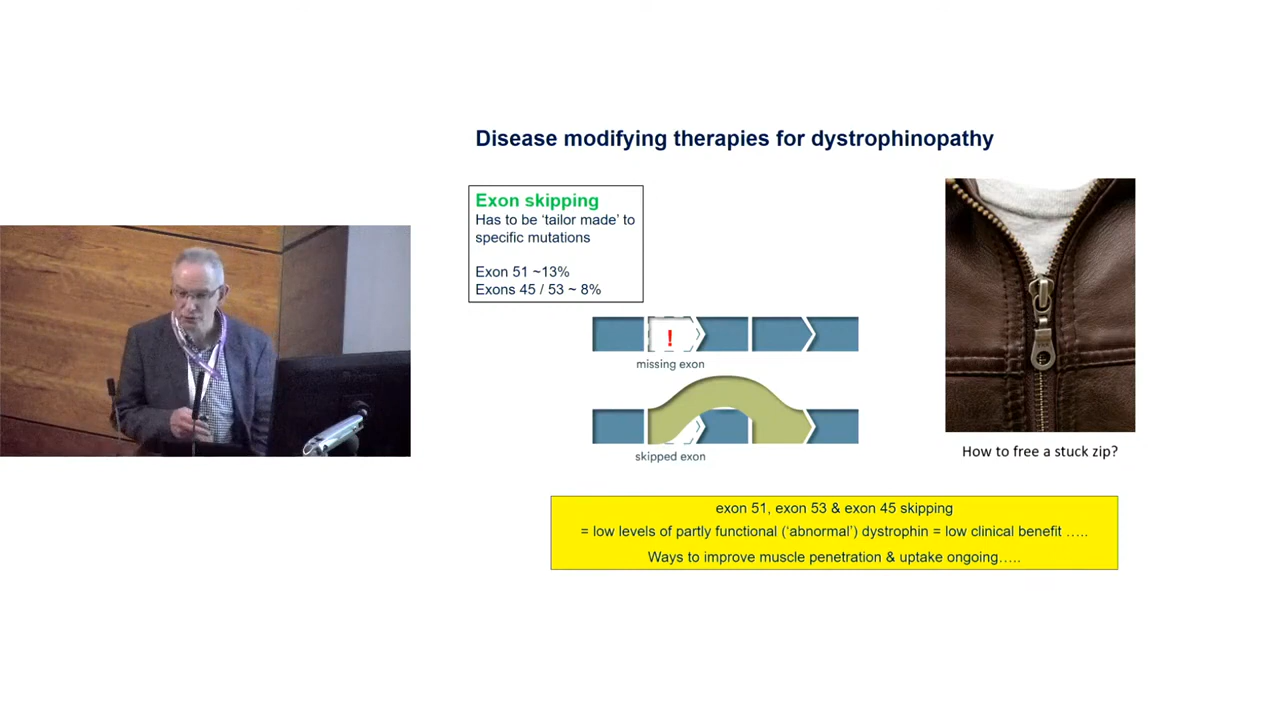 Disease modifying therapies for dystrophinopathy
Exon skipping
Has to be ‘tailor made’ to
specific mutations
Exon 51 ~13%
Exons 45 / 53 ~ 8%
!
missing exon
skipped exon
How to free a stuck zip?
exon 51, exon 53 & exon 45 skipping
= low levels of partly functional (‘abnormal’) dystrophin = low clinical benefit …..
Ways to improve muscle penetration & uptake ongoing…..